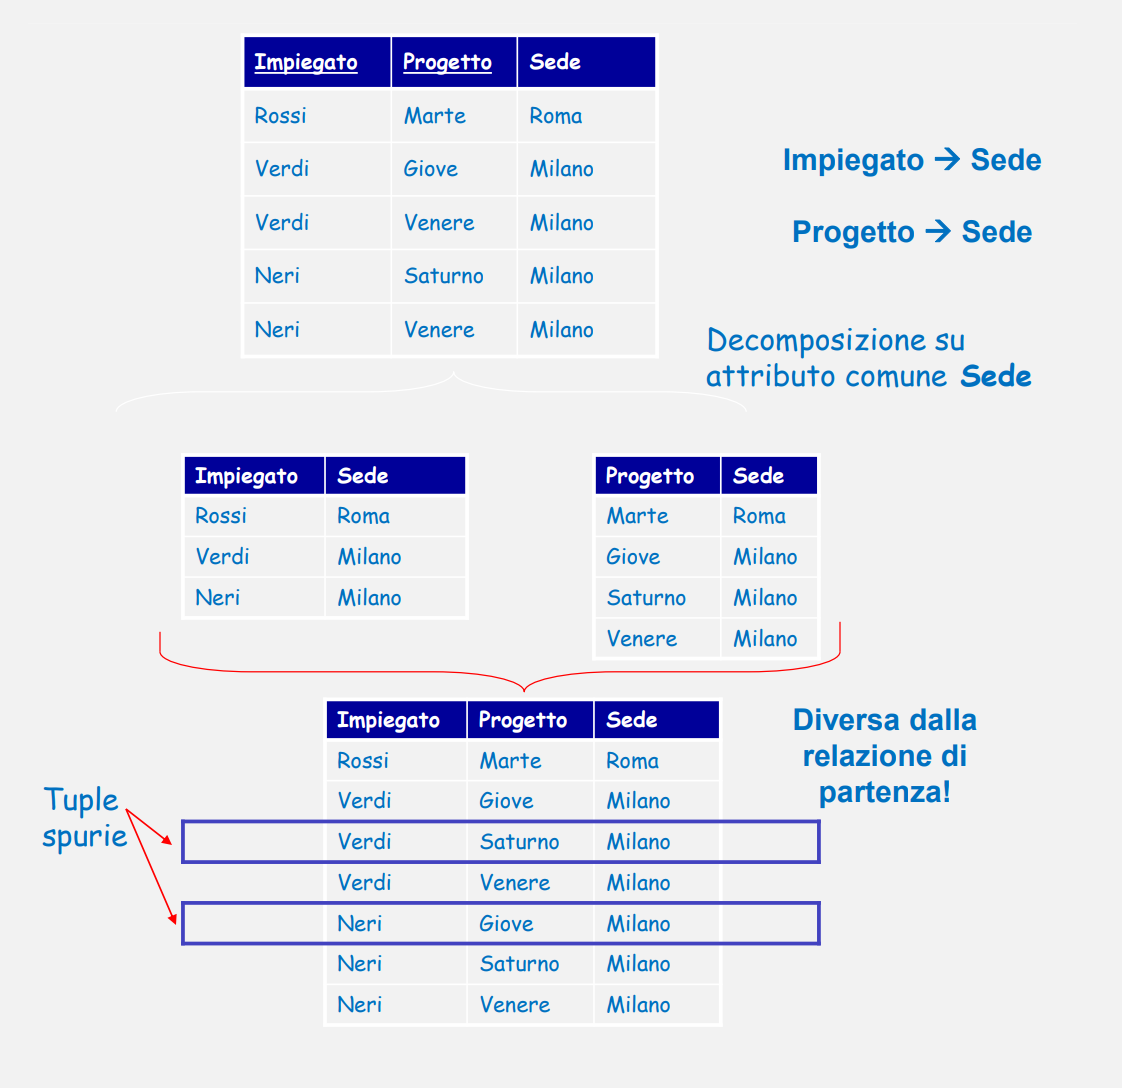 Impiegato Progetto Sede
Rossi Marte Roma
Verdi Giove Milano
Verdi Venere Milano
Neri Saturno Milano
Neri Venere Milano
Impiegato → Sede
Progetto → Sede
Decomposizione su
attributo comune Sede
Impiegato Sede
Rossi Roma
Verdi Milano
Neri Milano
Progetto Sede
Marte Roma
Giove Milano
Saturno Milano
Venere Milano
Impiegato Progetto Sede
Rossi Marte Roma
Verdi Giove Milano
Verdi Saturno Milano
Verdi Venere Milano
Neri Giove Milano
Neri Saturno Milano
Neri Venere Milano
Diversa dalla
relazione di
partenza!
Tuple
spurie